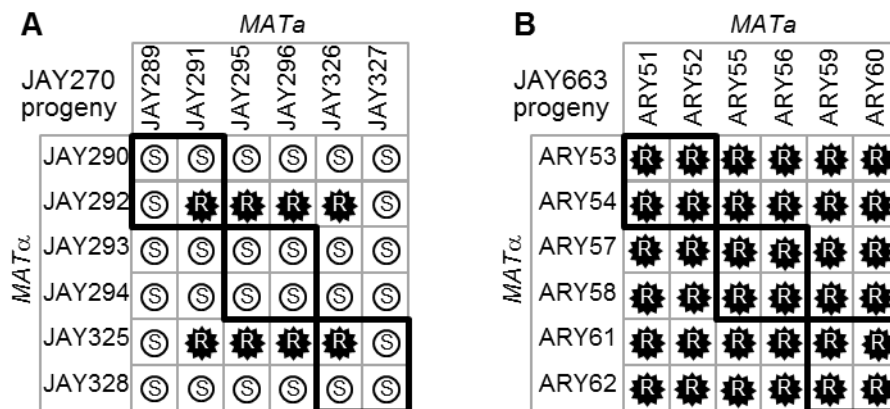 A
MATa
JAY270
progeny
JAY289
JAY291
JAY295
JAY296
JAY326
JAY327
MATα
JAY290 S S S S S S
JAY292 S R R R R S
JAY293 S S S S S S
JAY294 S S S S S S
JAY325 S R R R R S
JAY328 S S S S S S
B
MATa
JAY663
progeny
ARY51
ARY52
ARY55
ARY56
ARY59
ARY60
MATα
ARY53 R R R R R R
ARY54 R R R R R R
ARY57 R R R R R R
ARY58 R R R R R R
ARY61 R R R R R R
ARY62 R R R R R R